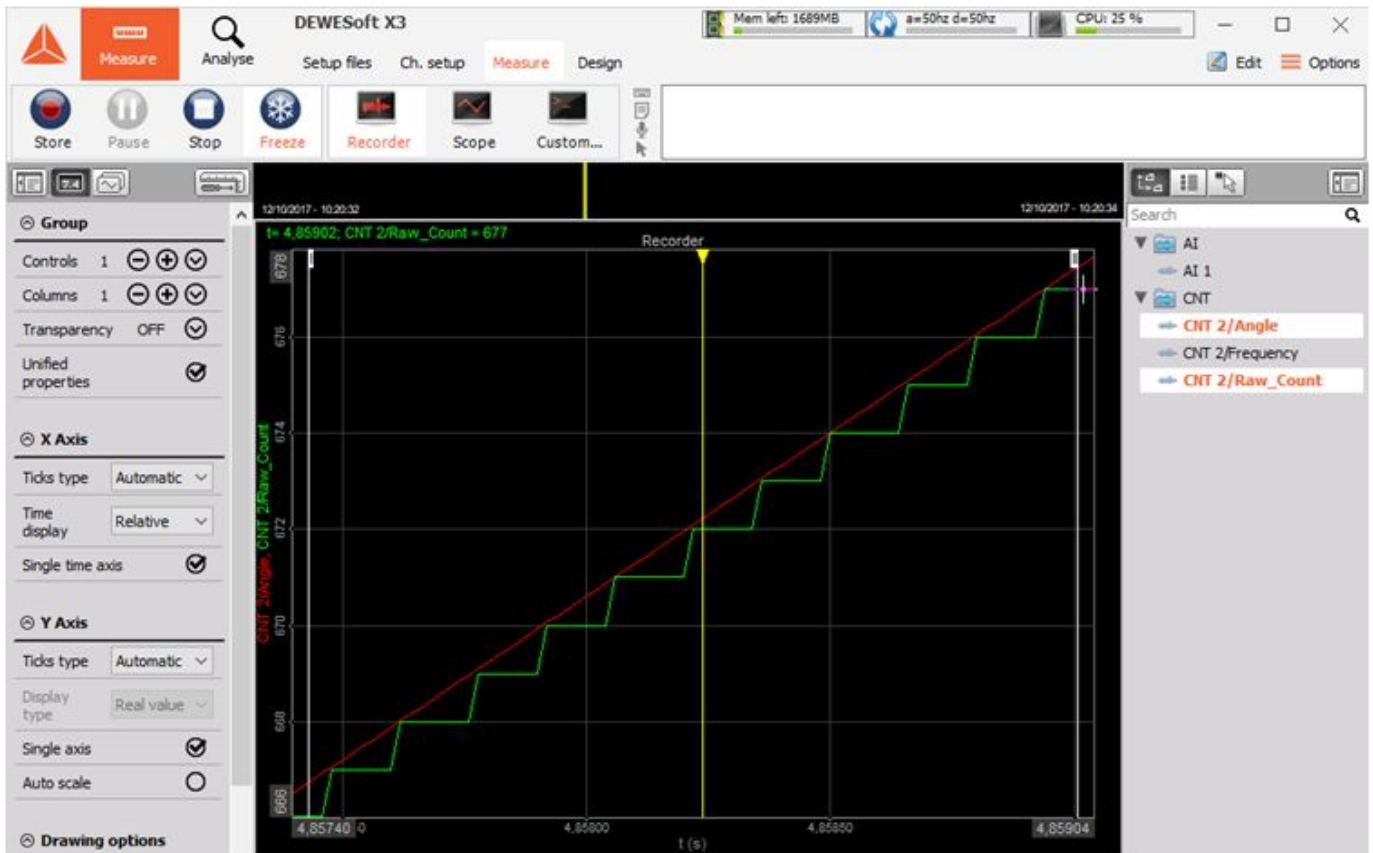 DEWESoft X3
Mem left: 1689MB
a=50hz d=50hz
CPU: 25 %
Measure
Analyse
Setup files
Ch. setup
Measure
Design
Edit
Options
Store
Pause
Stop
Freeze
Recorder
Scope
Custom...
12/10/2017 - 10:20:32
12/10/2017 - 10:20:34
Group
Controls 1
Columns 1
Transparency OFF
Unified
properties
X Axis
Ticks type Automatic
Time
display Relative
Single time axis
Y Axis
Ticks type Automatic
Display
type Real value
Single axis
Auto scale
Drawing options
t= 4,85902; CNT 2/Raw_Count = 677
Recorder
CNT 2/Angle, CNT 2/Raw_Count
678
676
674
672
670
668
666
4,85740 0
4,85800
4,85850
4,85904
t (s)
Search
AI
AI 1
CNT
CNT 2/Angle
CNT 2/Frequency
CNT 2/Raw_Count